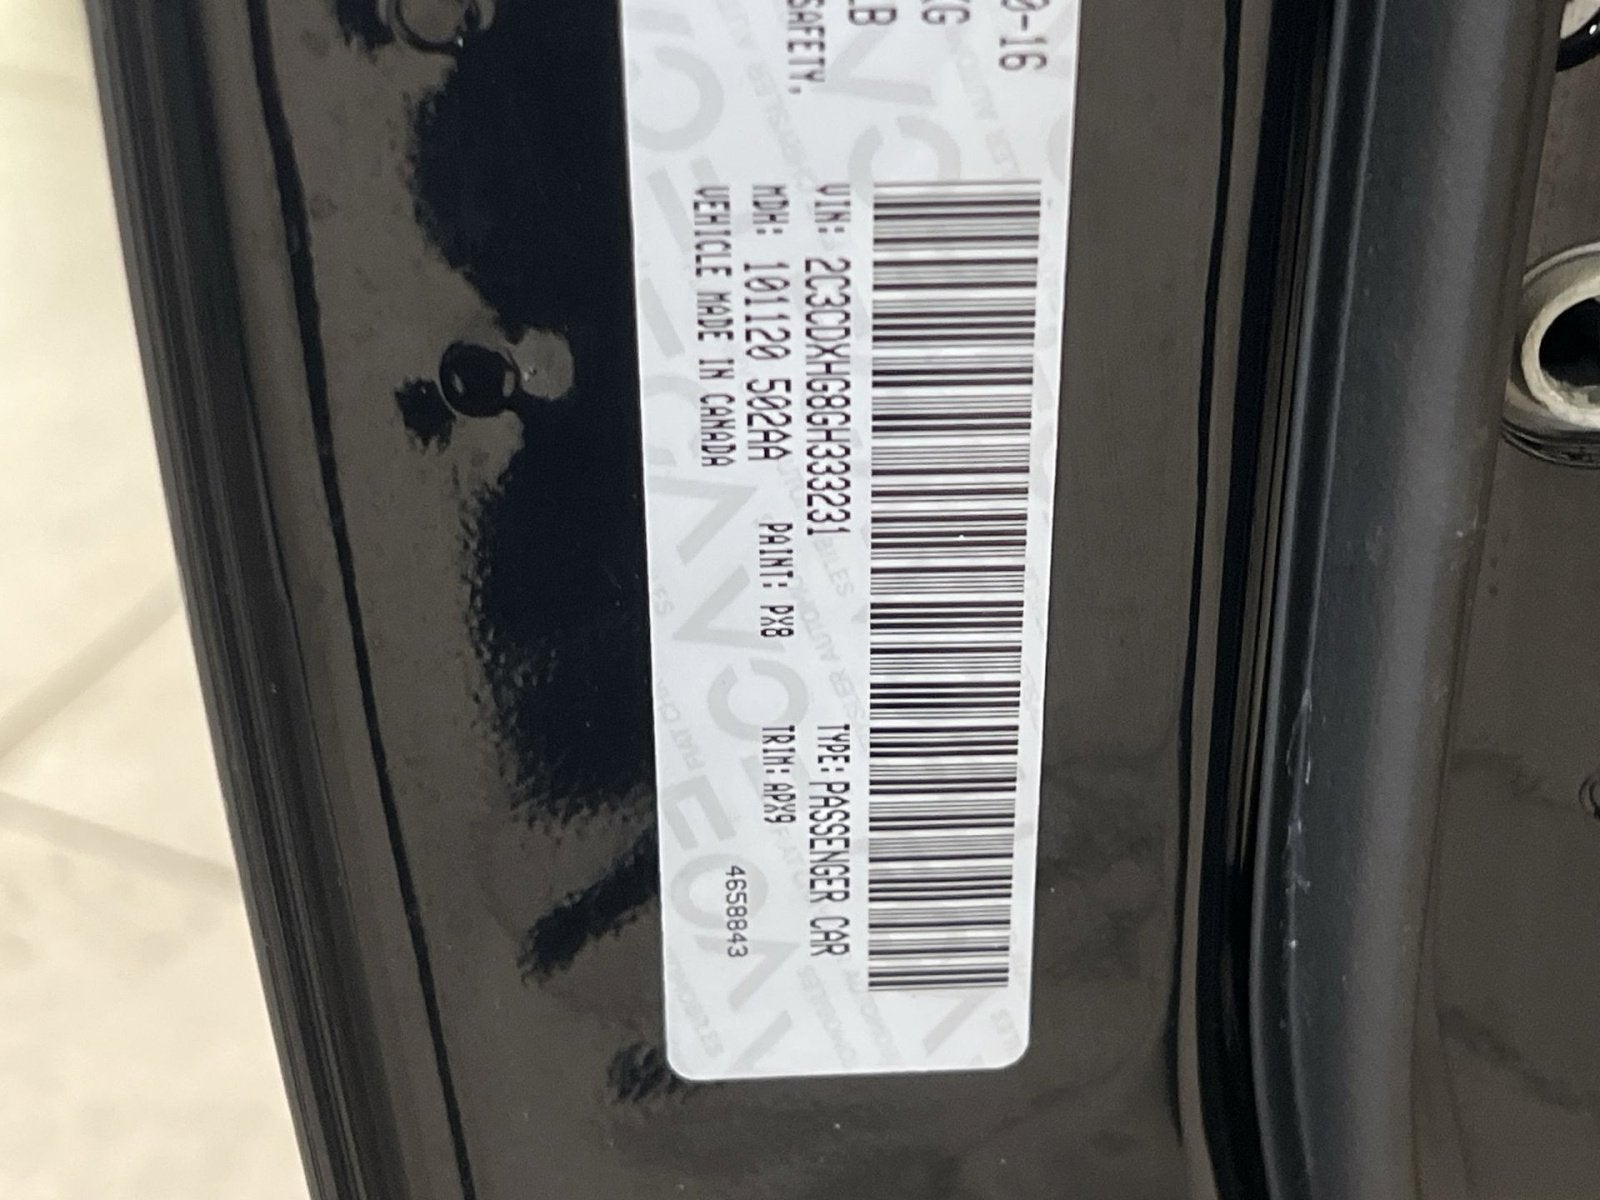 0-16
KG
LB
SAFETY,
VIN: 2C3CDXHG8GH333231 TYPE: PASSENGER CAR
MDH: 101120 502AA PAINT: PX8 TRIM: APX9
VEHICLE MADE IN CANADA 4658843